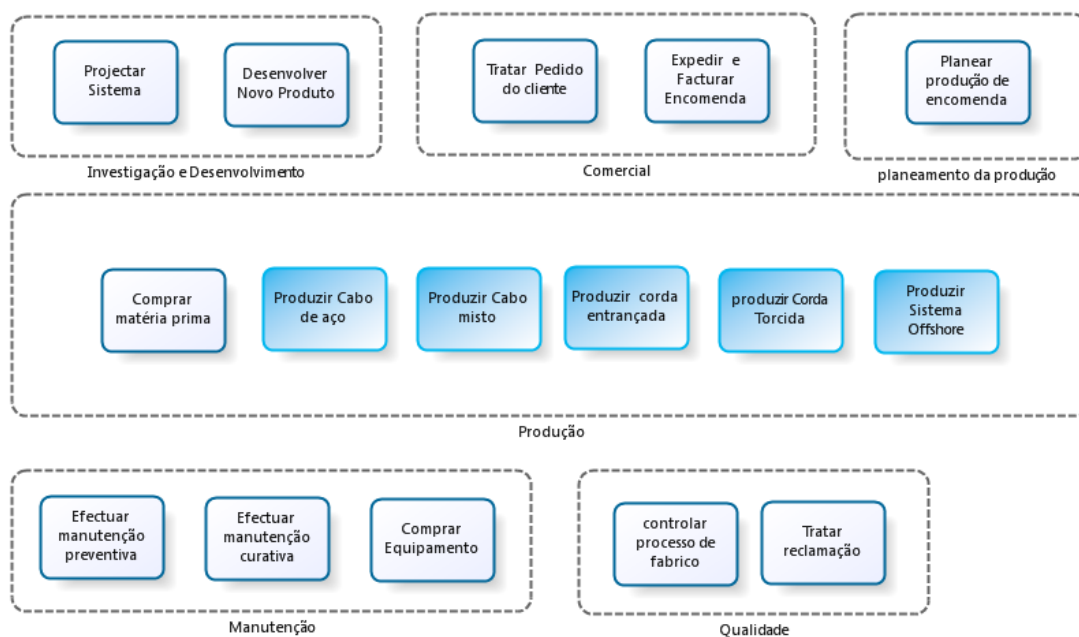 Projectar
Sistema
Desenvolver
Novo Produto
Investigação e Desenvolvimento
Tratar Pedido
do cliente
Expedir e
Facturar
Encomenda
Comercial
Planear
produção de
encomenda
planeamento da produção
Comprar
matéria prima
Produzir Cabo
de aço
Produzir Cabo
misto
Produzir corda
entrançada
produzir Corda
Torcida
Produzir
Sistema
Offshore
Produção
Efectuar
manutenção
preventiva
Efectuar
manutenção
curativa
Comprar
Equipamento
Manutenção
controlar
processo de
fabrico
Tratar
reclamação
Qualidade